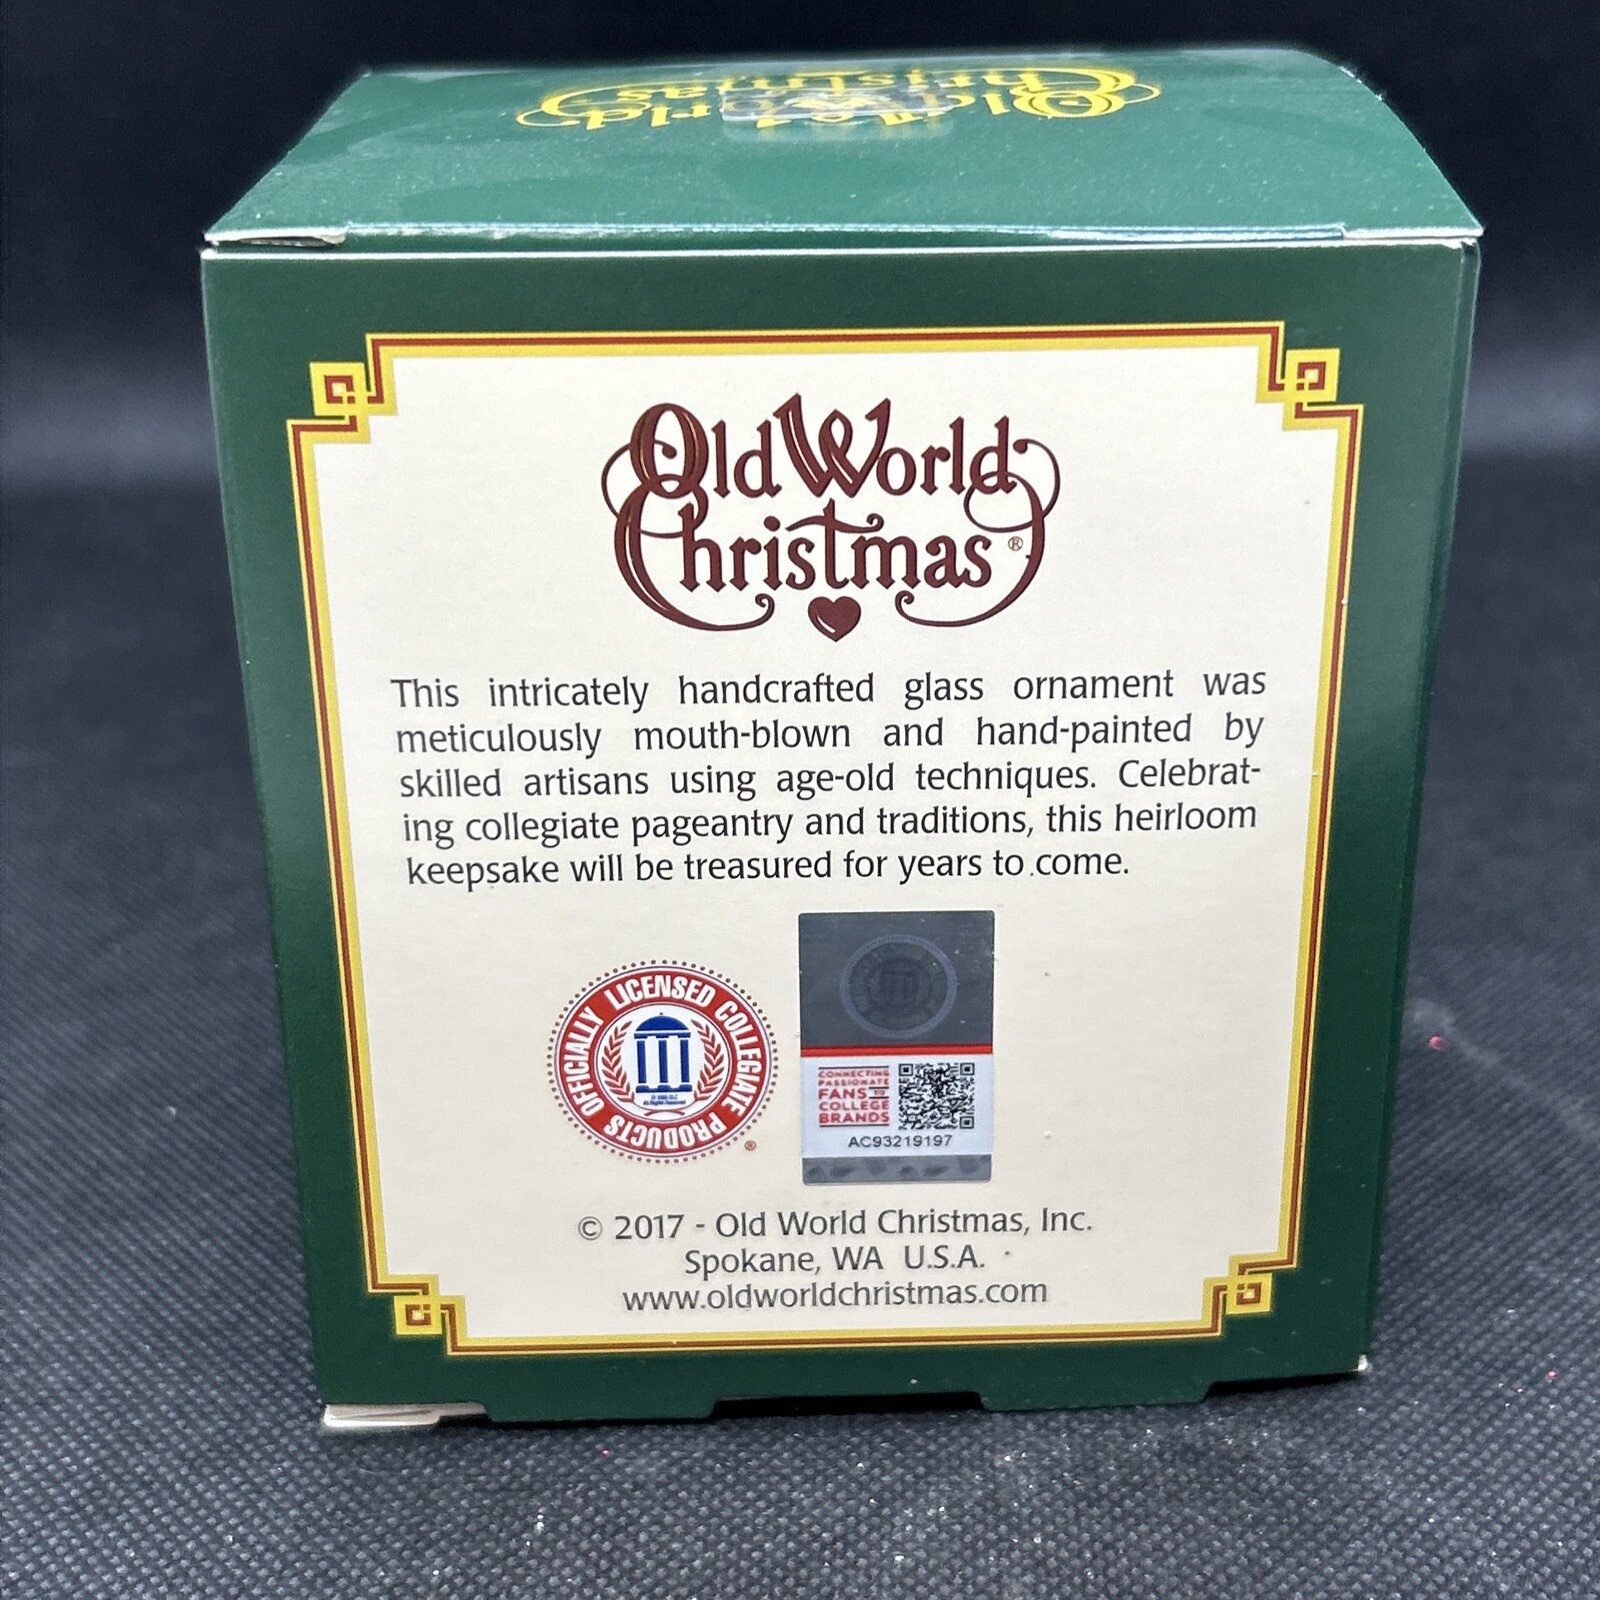 Old World
Christmas
Old World
Christmas®
This intricately handcrafted glass ornament was
meticulously mouth-blown and hand-painted by
skilled artisans using age-old techniques. Celebrat-
ing collegiate pageantry and traditions, this heirloom
keepsake will be treasured for years to come.
OFFICIALLY LICENSED COLLEGIATE PRODUCTS
®
CONNECTING
PASSIONATE
FANS TO
COLLEGE
BRANDS
AC93219197
© 2017 - Old World Christmas, Inc.
Spokane, WA U.S.A.
www.oldworldchristmas.com